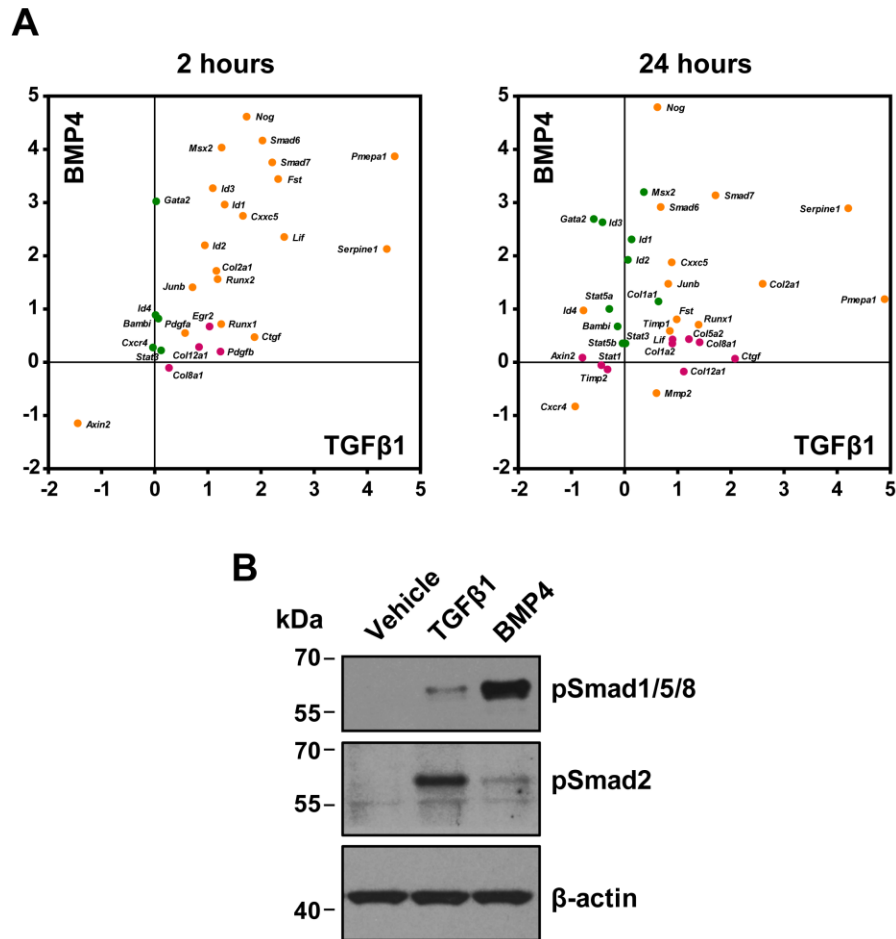 A
2 hours
BMP4
5
4
3
2
1
0
-1
-2
-2 -1 0 1 2 3 4 5
TGFβ1
Nog
Msx2
Smad6
Smad7
Pmepa1
Fst
Id3
Gata2
Id1
Cxxc5
Id2
Lif
Serpine1
Col2a1
Runx2
Junb
Id4
Egr2
Bambi
Pdgfa
Runx1
Ctgf
Cxcr4
Stat3
Col12a1
Pdgfb
Col8a1
Axin2
24 hours
BMP4
5
4
3
2
1
0
-1
-2
-2 -1 0 1 2 3 4 5
TGFβ1
Nog
Msx2
Smad7
Smad6
Serpine1
Gata2
Id3
Id1
Id2
Cxxc5
Junb
Col2a1
Stat5a
Col1a1
Pmepa1
Id4
Fst
Runx1
Bambi
Timp1
Stat5b
Stat3
Lif
Col5a2
Col8a1
Axin2
Stat1
Col1a2
Ctgf
Timp2
Col12a1
Cxcr4
Mmp2
B
kDa
Vehicle
TGFβ1
BMP4
70
55
pSmad1/5/8
70
55
pSmad2
40
β-actin